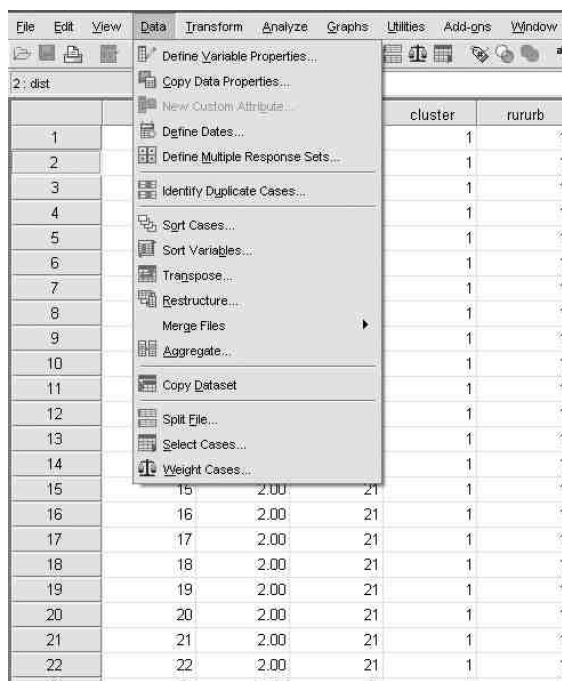 File Edit View Data Transform Analyze Graphs Utilities Add-ons Window
2 : dist
Define Variable Properties...
Copy Data Properties...
New Custom Attribute...
Define Dates...
Define Multiple Response Sets...
Identify Duplicate Cases...
Sort Cases...
Sort Variables...
Transpose...
Restructure...
Merge Files
Aggregate...
Copy Dataset
Split File...
Select Cases...
Weight Cases...
cluster rururb
1 1
2 1
3 1
4 1
5 1
6 1
7 1
8 1
9 1
10 1
11 1
12 1
13 1
14 1
15 15 2.00 21 1
16 16 2.00 21 1
17 17 2.00 21 1
18 18 2.00 21 1
19 19 2.00 21 1
20 20 2.00 21 1
21 21 2.00 21 1
22 22 2.00 21 1